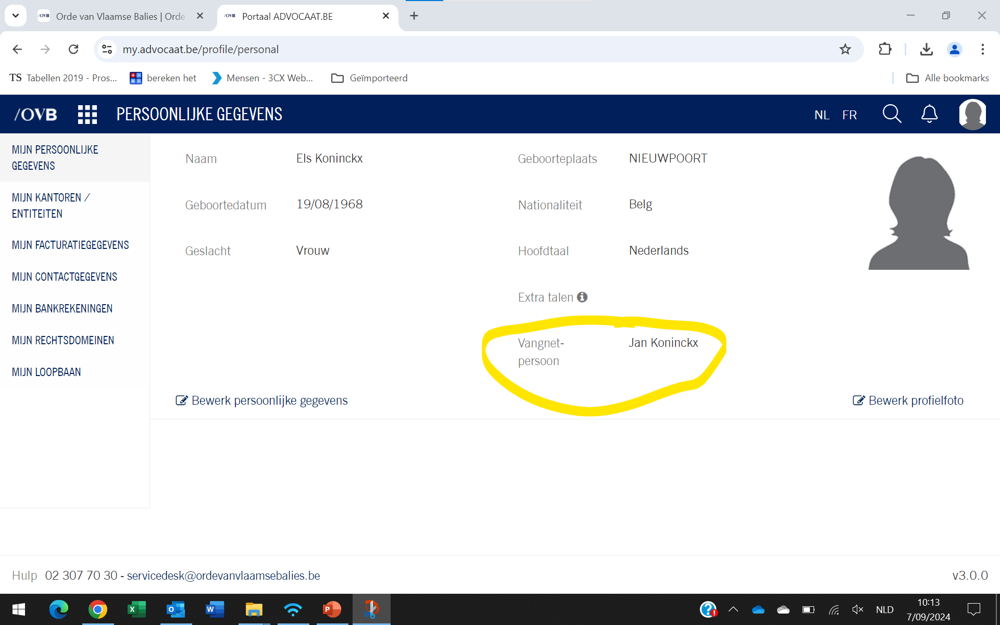 /OVB Orde van Vlaamse Balies | Orde
/OVB Portaal ADVOCAAT.BE
my.advocaat.be/profile/personal
TS Tabellen 2019 - Pros...
bereken het
Mensen - 3CX Web...
Geïmporteerd
Alle bookmarks
/OVB
PERSOONLIJKE GEGEVENS
NL FR
MIJN PERSOONLIJKE
GEGEVENS
MIJN KANTOREN /
ENTITEITEN
MIJN FACTURATIEGEGEVENS
MIJN CONTACTGEGEVENS
MIJN BANKREKENINGEN
MIJN RECHTSDOMEINEN
MIJN LOOPBAAN
Naam Els Koninckx
Geboorteplaats NIEUWPOORT
Geboortedatum 19/08/1968
Nationaliteit Belg
Geslacht Vrouw
Hoofdtaal Nederlands
Extra talen
Vangnet-
persoon
Jan Koninckx
Bewerk persoonlijke gegevens
Bewerk profielfoto
Hulp 02 307 70 30 - servicedesk@ordevanvlaamsebalies.be
v3.0.0
NLD
10:13
7/09/2024